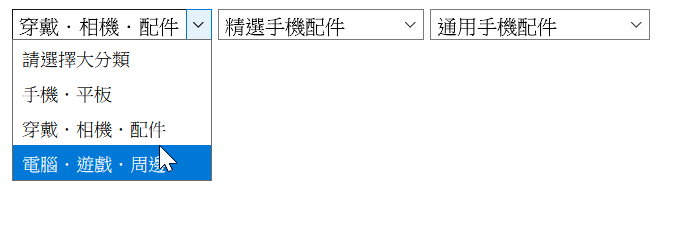 穿戴．相機．配件 精選手機配件 通用手機配件
請選擇大分類
手機．平板
穿戴．相機．配件
電腦．遊戲．周邊